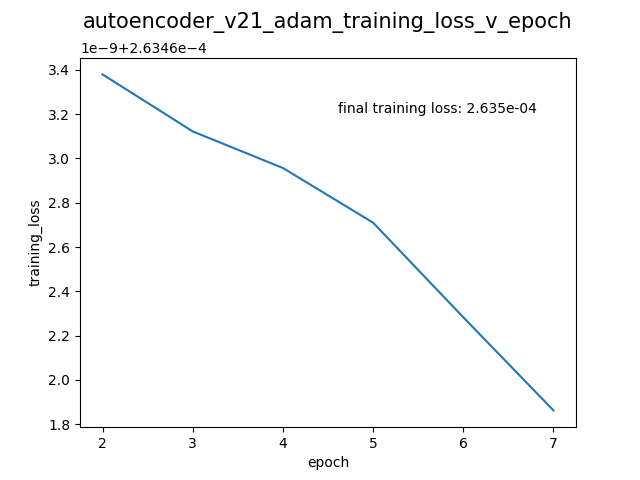 autoencoder_v21_adam_training_loss_v_epoch
1e−9+2.6346e−4
3.4
3.2
3.0
2.8
2.6
2.4
2.2
2.0
1.8
training_loss
final training loss: 2.635e-04
2 3 4 5 6 7
epoch